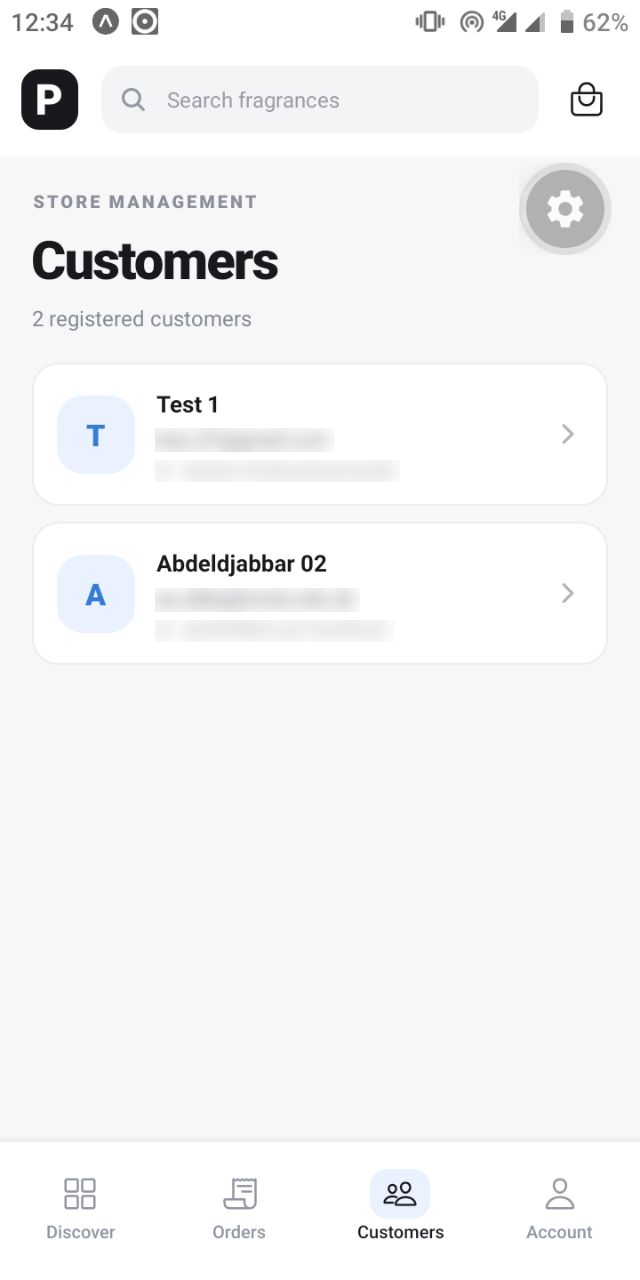 12:34
4G
62%
P
Search fragrances
STORE MANAGEMENT
Customers
2 registered customers
T
Test 1
A
Abdeldjabbar 02
Discover
Orders
Customers
Account